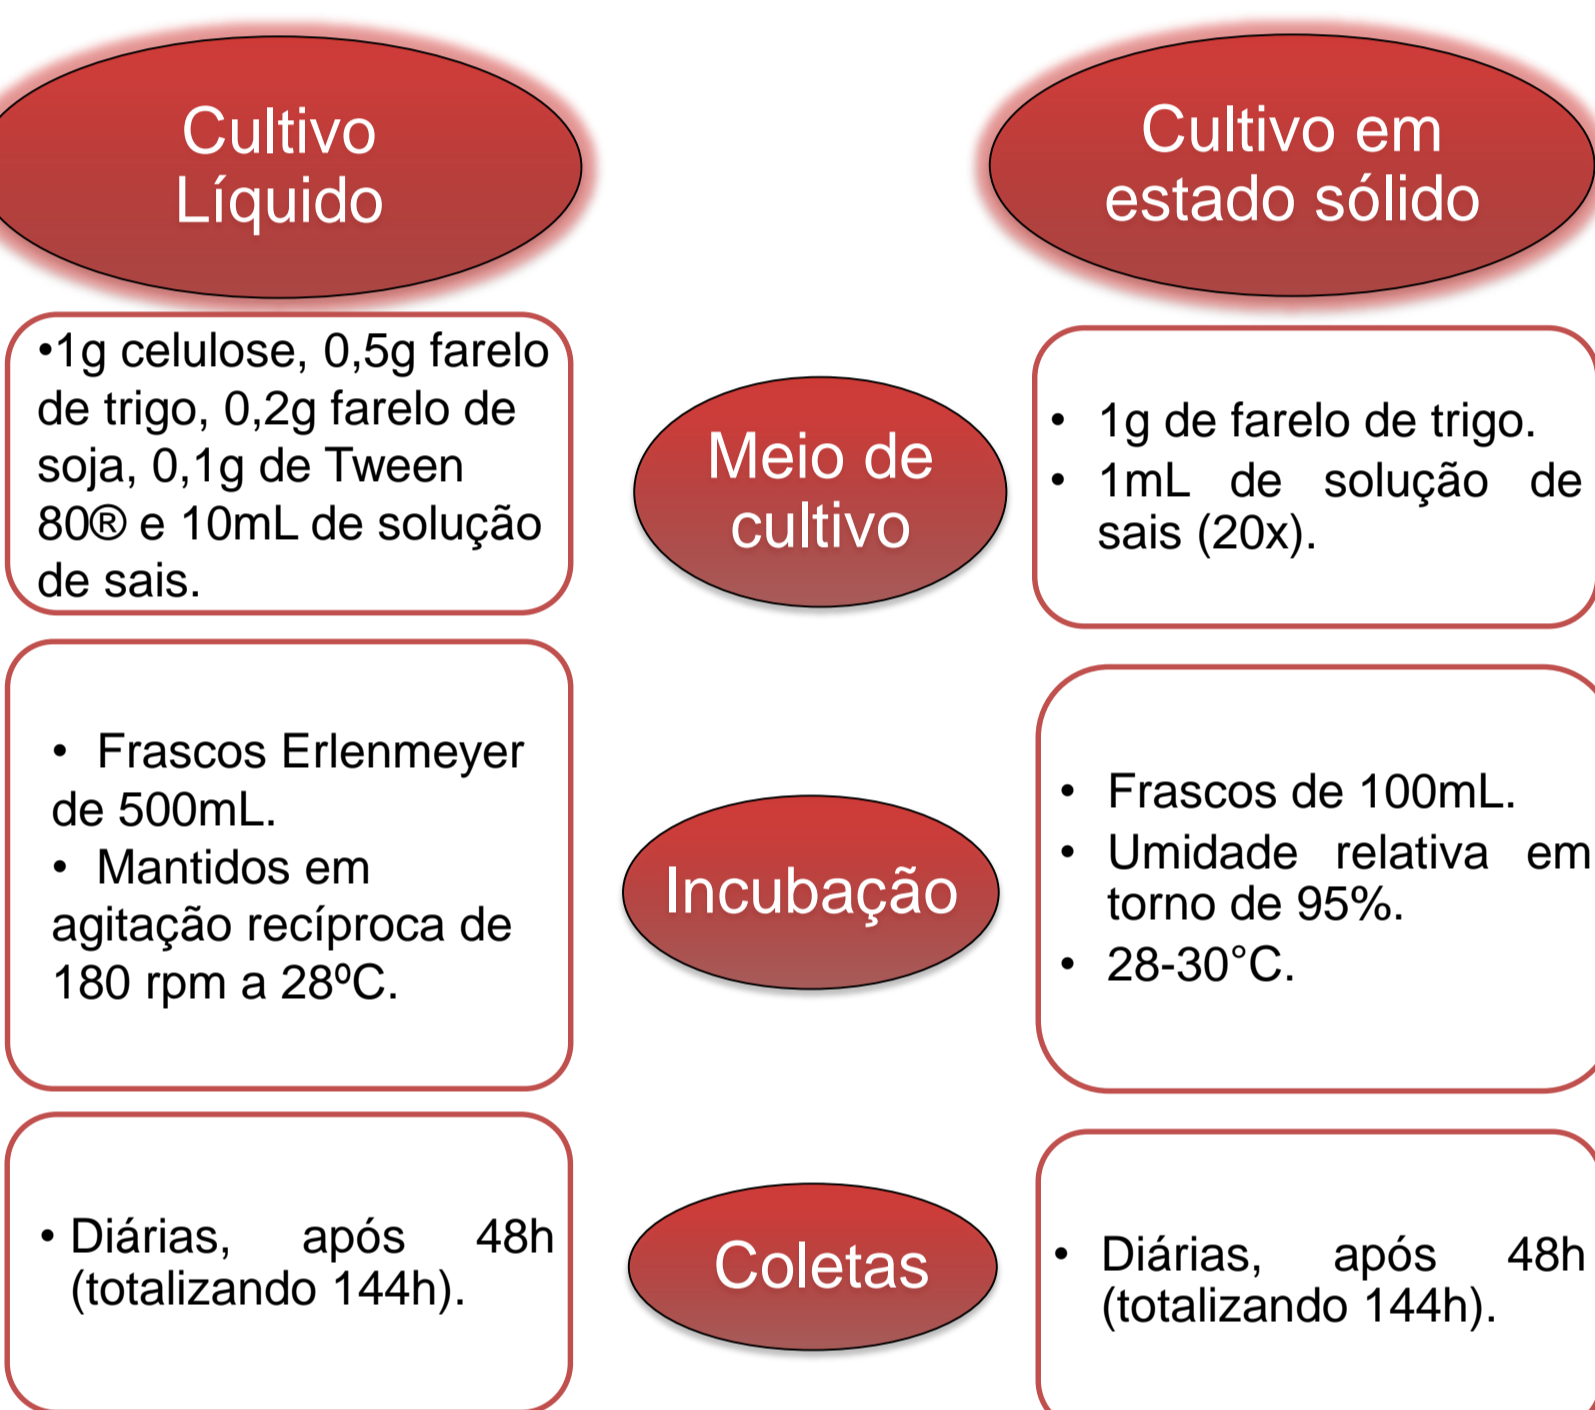 Cultivo
Líquido
Cultivo em
estado sólido
•1g celulose, 0,5g farelo
de trigo, 0,2g farelo de
soja, 0,1g de Tween
80® e 10mL de solução
de sais.
Meio de
cultivo
• 1g de farelo de trigo.
• 1mL de solução de
sais (20x).
• Frascos Erlenmeyer
de 500mL.
• Mantidos em
agitação recíproca de
180 rpm a 28ºC.
Incubação
• Frascos de 100mL.
• Umidade relativa em
torno de 95%.
• 28-30°C.
• Diárias, após 48h
(totalizando 144h).
Coletas
• Diárias, após 48h
(totalizando 144h).